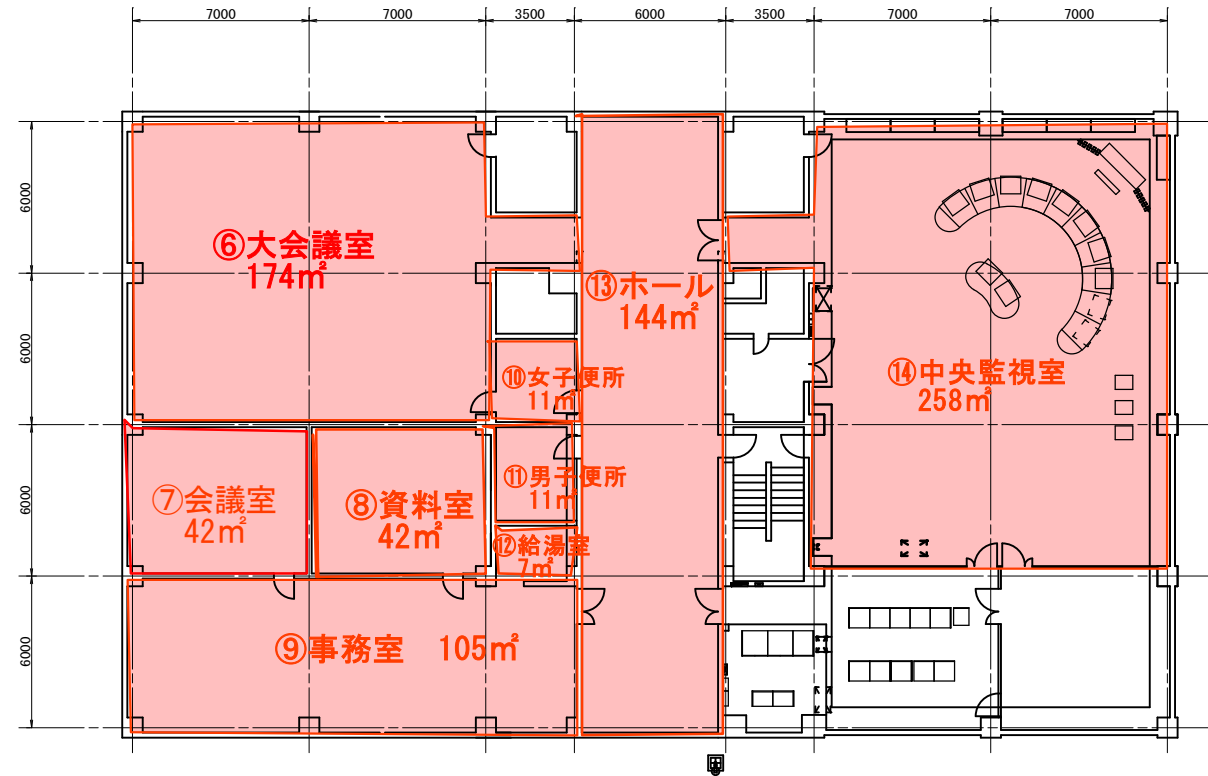 7000 7000 3500 6000 3500 7000 7000
6000
6000
6000
6000
⑥大会議室
174㎡
⑬ホール
144㎡
⑩女子便所
11㎡
⑭中央監視室
258㎡
⑦会議室
42㎡
⑧資料室
42㎡
⑪男子便所
11㎡
⑫給湯室
7㎡
⑨事務室 105㎡